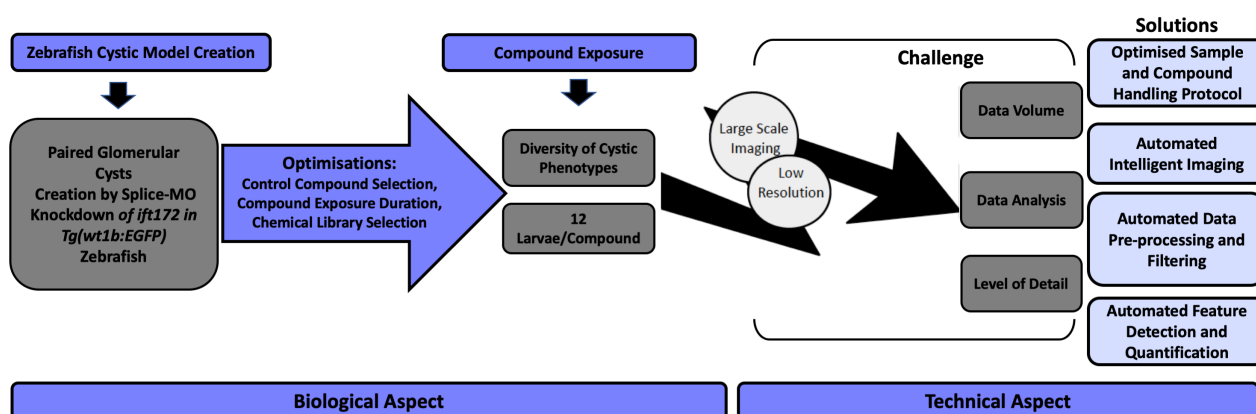 Zebrafish Cystic Model Creation
Paired Glomerular
Cysts
Creation by Splice-MO
Knockdown of ift172 in
Tg(wt1b:EGFP)
Zebrafish
Optimisations:
Control Compound Selection,
Compound Exposure Duration,
Chemical Library Selection
Compound Exposure
Diversity of Cystic
Phenotypes
12
Larvae/Compound
Large Scale
Imaging
Low
Resolution
Challenge
Data Volume
Data Analysis
Level of Detail
Solutions
Optimised Sample
and Compound
Handling Protocol
Automated
Intelligent Imaging
Automated Data
Pre-processing and
Filtering
Automated Feature
Detection and
Quantification
Biological Aspect
Technical Aspect